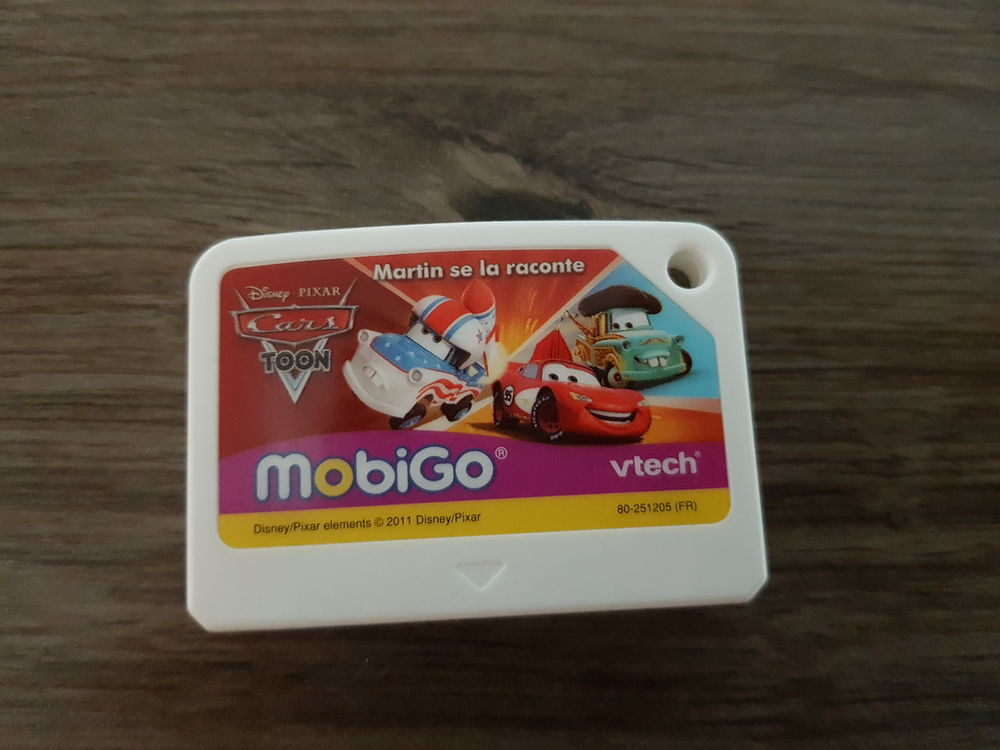 Martin se la raconte
Disney PIXAR
Cars
TOON
95
MobiGo®
vtech®
Disney/Pixar elements © 2011 Disney/Pixar
80-251205 (FR)